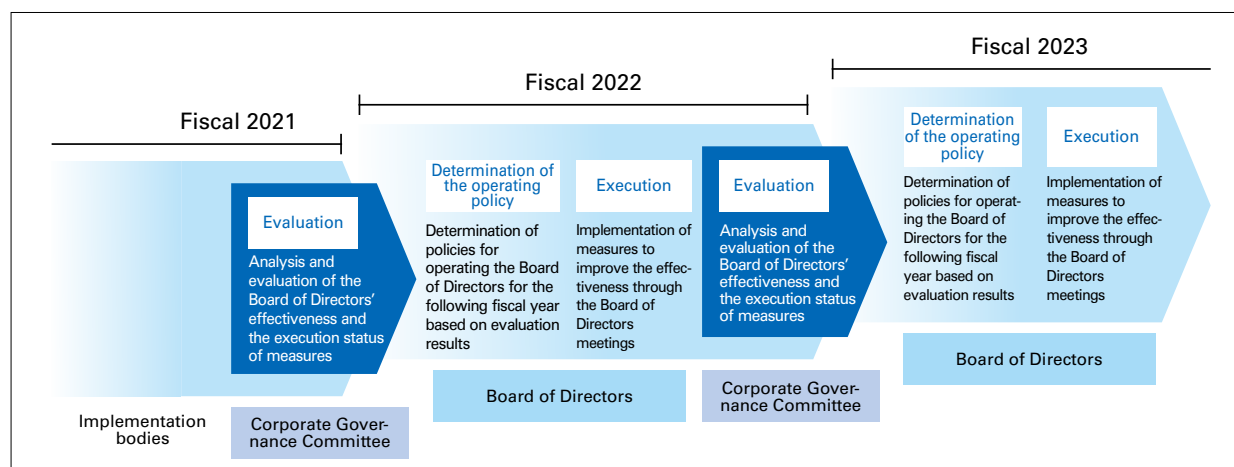 Fiscal 2021
Evaluation
Analysis and
evaluation of the
Board of Directors'
effectiveness and
the execution status
of measures
Implementation
bodies
Corporate Gover-
nance Committee
Fiscal 2022
Determination of
the operating
policy
Determination of
policies for
operating the Board
of Directors for the
following fiscal year
based on evaluation
results
Execution
Implementation of
measures to
improve the effec-
tiveness through
the Board of
Directors
meetings
Board of Directors
Evaluation
Analysis and
evaluation of the
Board of Directors'
effectiveness and
the execution status
of measures
Corporate Gover-
nance Committee
Fiscal 2023
Determination
of the operating
policy
Determination of
policies for operat-
ing the Board of
Directors for the
following fiscal
year based on
evaluation results
Execution
Implementation of
measures to
improve the effec-
tiveness through
the Board of
Directors
meetings
Board of Directors